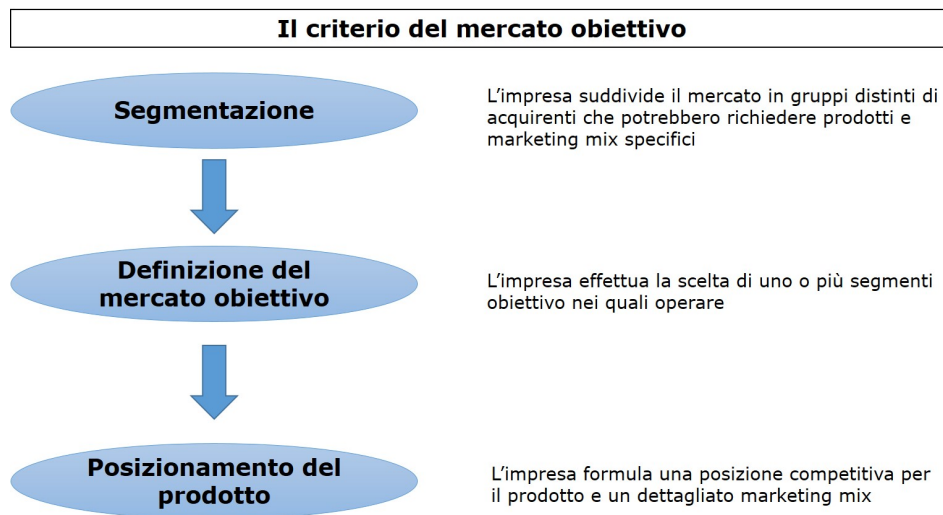 Il criterio del mercato obiettivo
Segmentazione
L'impresa suddivide il mercato in gruppi distinti di
acquirenti che potrebbero richiedere prodotti e
marketing mix specifici
Definizione del
mercato obiettivo
L'impresa effettua la scelta di uno o più segmenti
obiettivo nei quali operare
Posizionamento del
prodotto
L'impresa formula una posizione competitiva per
il prodotto e un dettagliato marketing mix